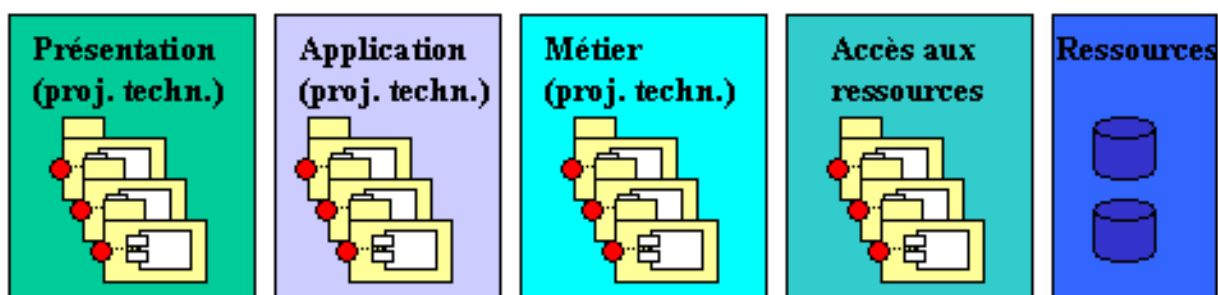 Présentation
(proj. techn.)
Application
(proj. techn.)
Métier
(proj. techn.)
Accès aux
ressources
Ressources